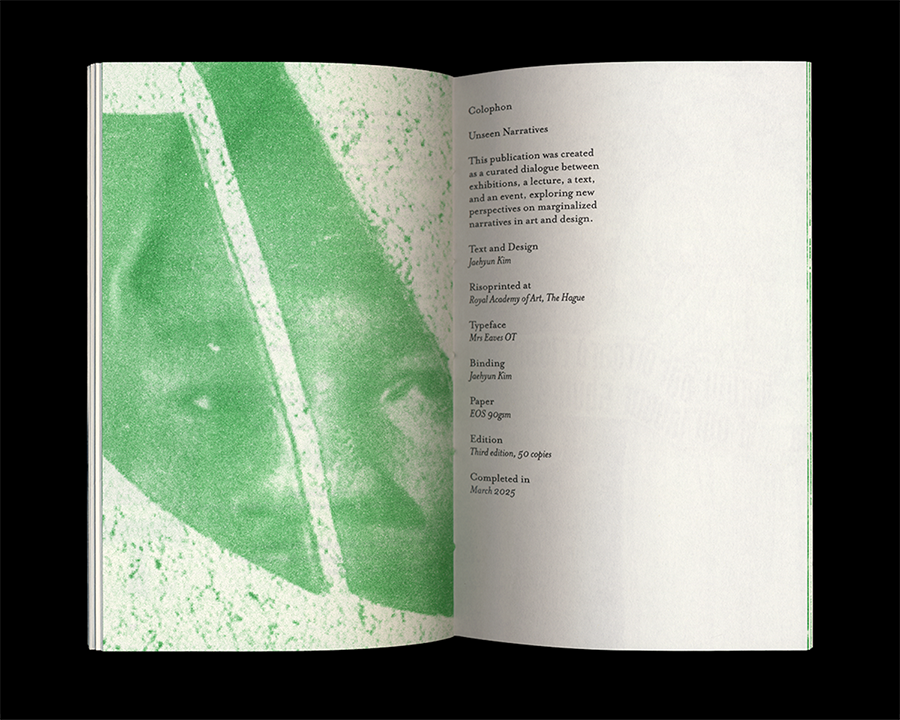 Colophon
Unseen Narratives
This publication was created
as a curated dialogue between
exhibitions, a lecture, a text,
and an event, exploring new
perspectives on marginalized
narratives in art and design.
Text and Design
Jaehyun Kim
Risoprinted at
Royal Academy of Art, The Hague
Typeface
Mrs Eaves OT
Binding
Jaehyun Kim
Paper
EOS 90gsm
Edition
Third edition, 50 copies
Completed in
March 2025